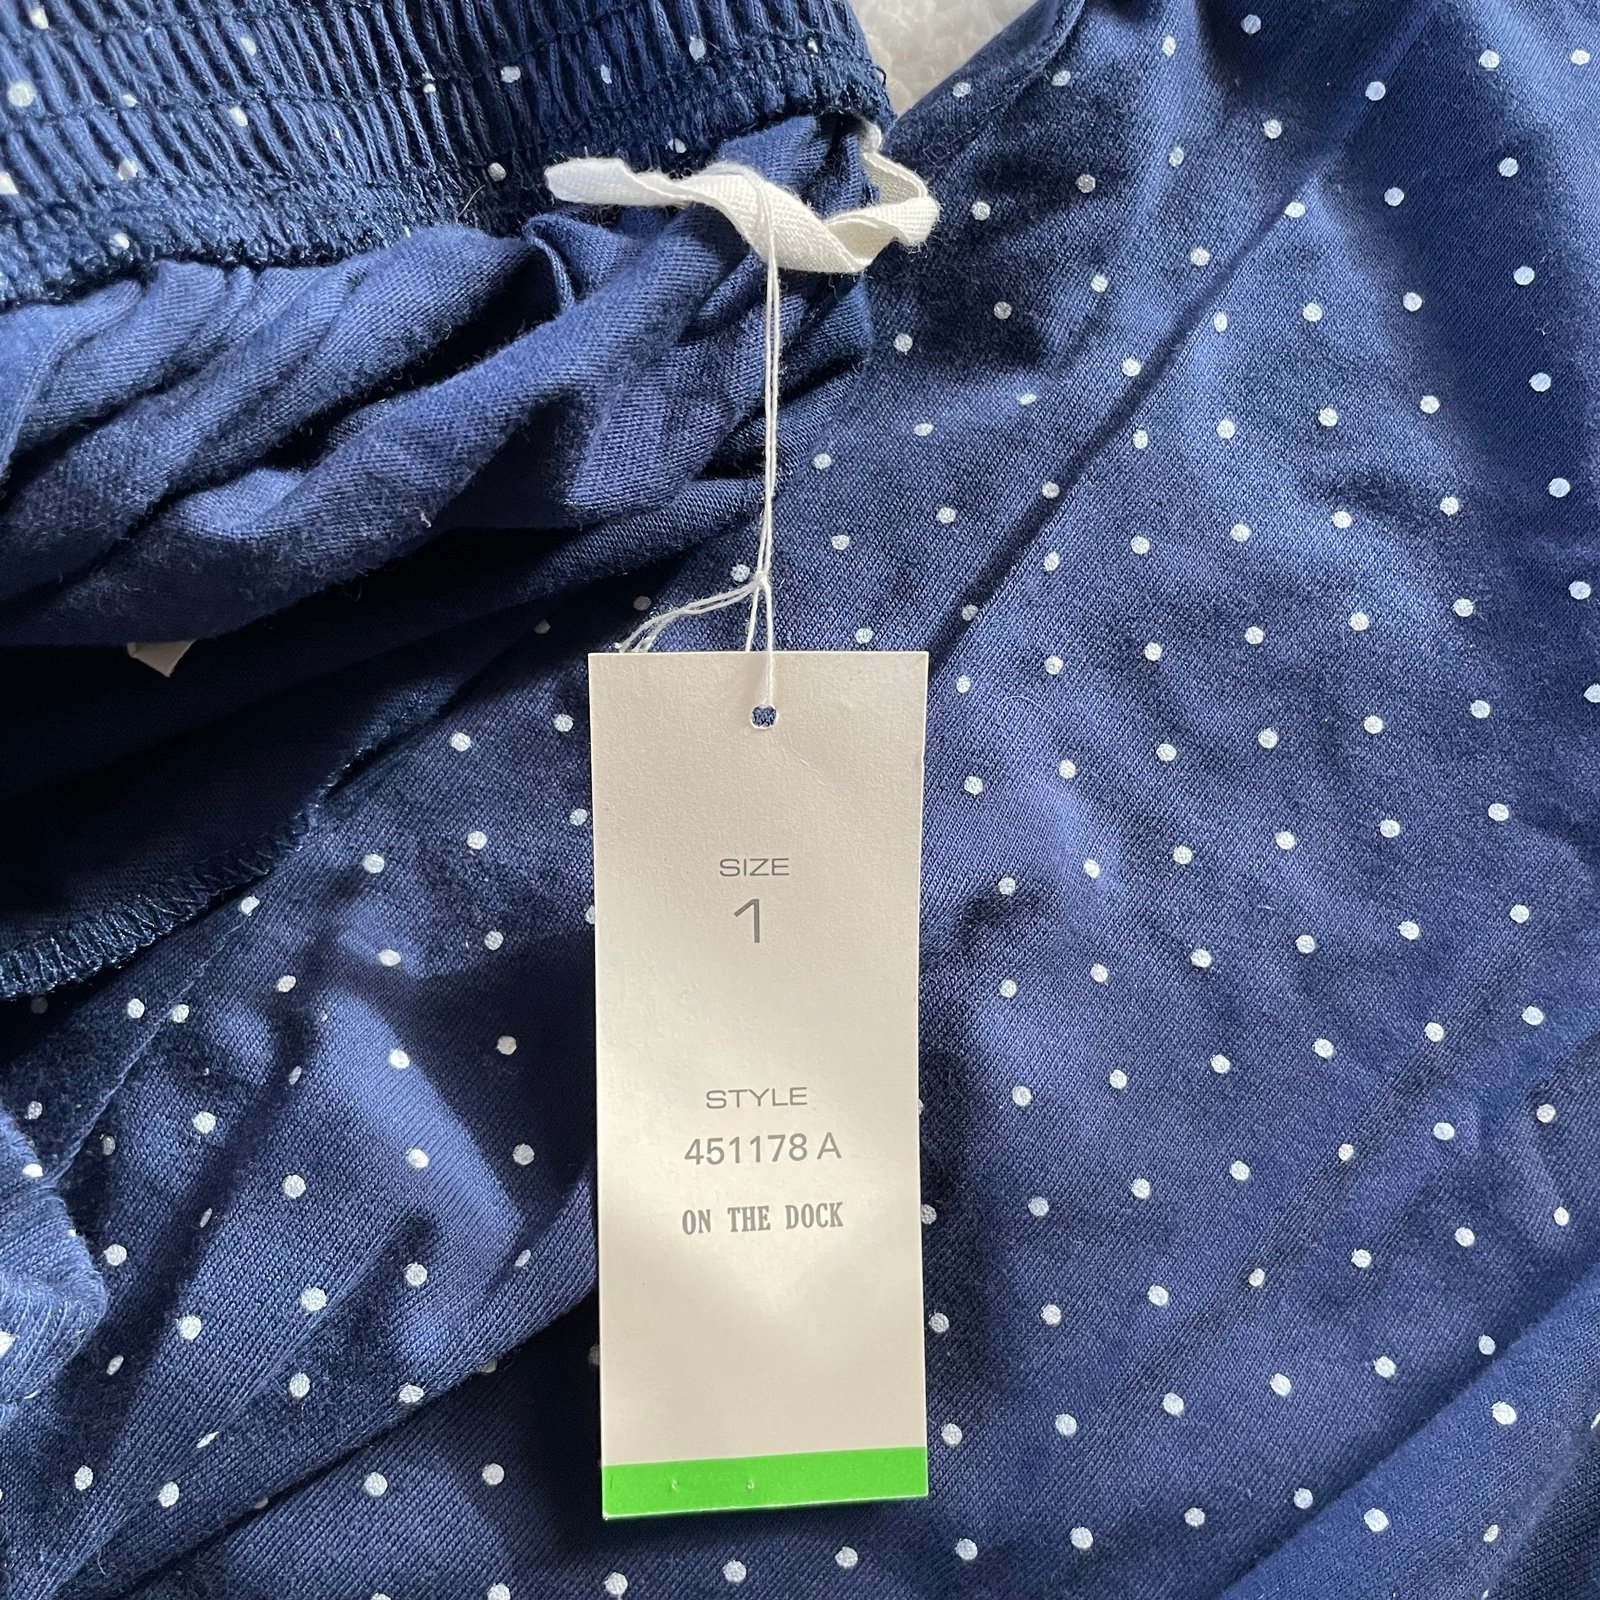 SIZE
1
STYLE
451178 A
ON THE DOCK